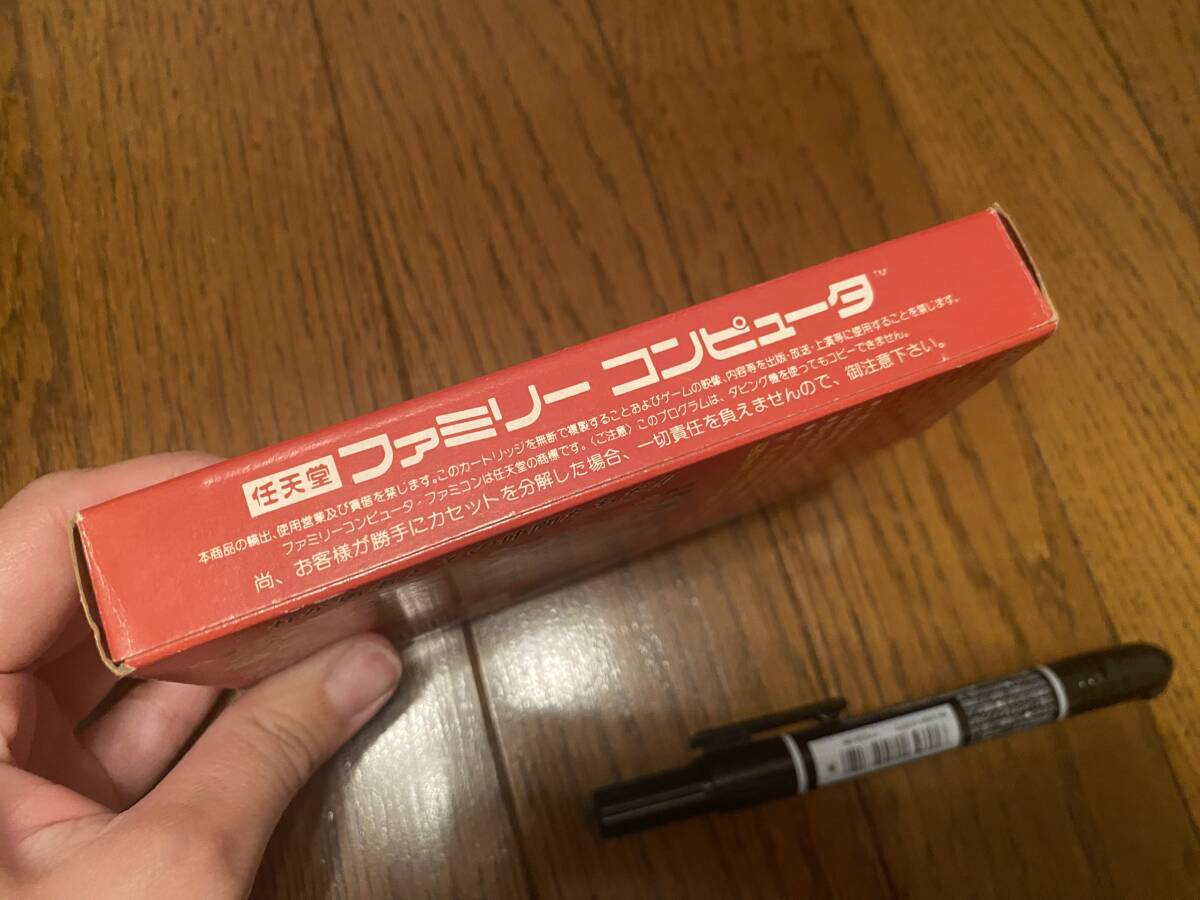 任天堂 ファミリー コンピュータ™
本商品の輸出、使用営業及び賃借を禁じます。このカートリッジを無断で複製することおよびゲームの映像、内容等を出版・放送・上演等に使用することを禁じます。
ファミリーコンピュータ・ファミコンは任天堂の商標です。〈ご注意〉このプログラムは、ダビング機を使ってもコピーできません。
尚、お客様が勝手にカセットを分解した場合、一切責任を負えませんので、御注意下さい。